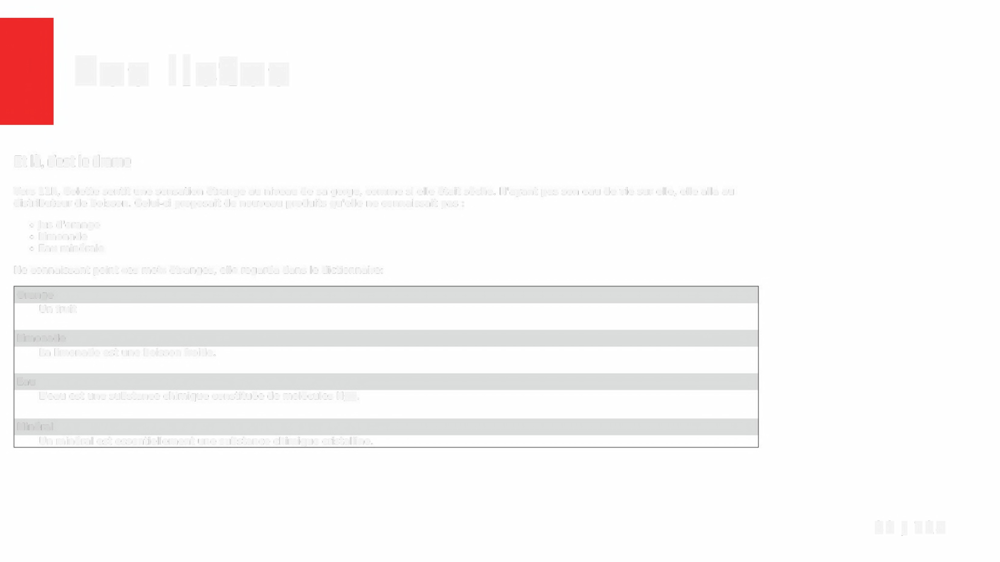 Et là, c'est le drame
Vers 11h, Colette sentit une sensation étrange au niveau de sa gorge, comme si elle était sèche. N'ayant pas son eau de vie sur elle, elle alla au
distributeur de boisson. Celui-ci proposait de nouveau produits qu'elle ne connaissait pas :
• Jus d'orange
• Limonade
• Eau minérale
Ne connaissant point ces mots étranges, elle regarda dans le dictionnaire:
Orange
Un fruit
Limonade
La limonade est une boisson froide.
Eau
L'eau est une substance chimique constituée de molécules
Minéral
Un minéral est essentiellement une substance chimique cristalline.